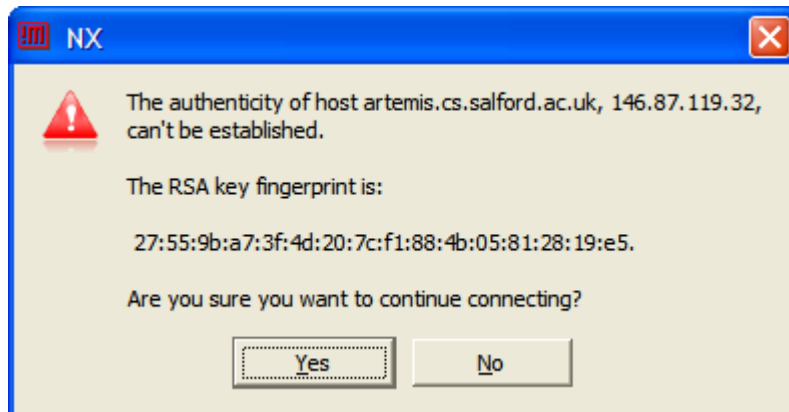 NX
The authenticity of host artemis.cs.salford.ac.uk, 146.87.119.32,
can't be established.
The RSA key fingerprint is:
27:55:9b:a7:3f:4d:20:7c:f1:88:4b:05:81:28:19:e5.
Are you sure you want to continue connecting?
Yes
No